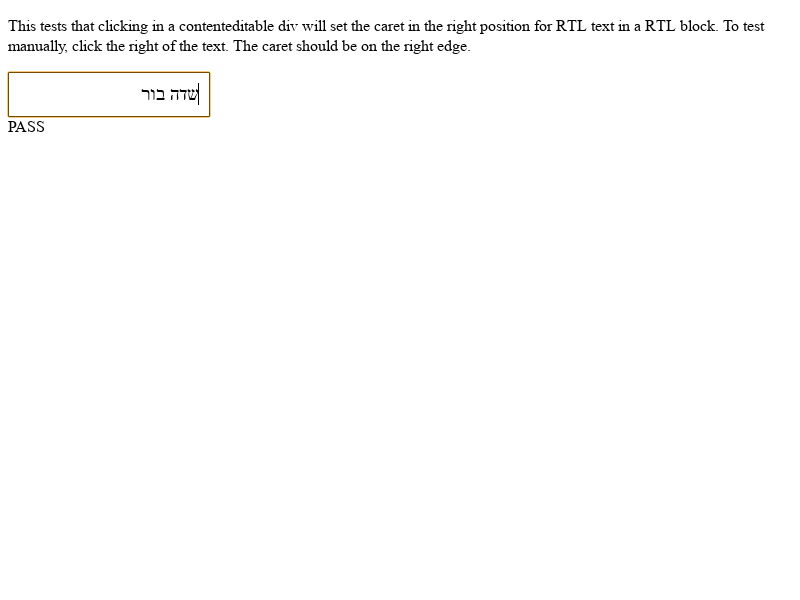 This tests that clicking in a contenteditable div will set the caret in the right position for RTL text in a RTL block. To test
manually, click the right of the text. The caret should be on the right edge.
שדה בור
PASS